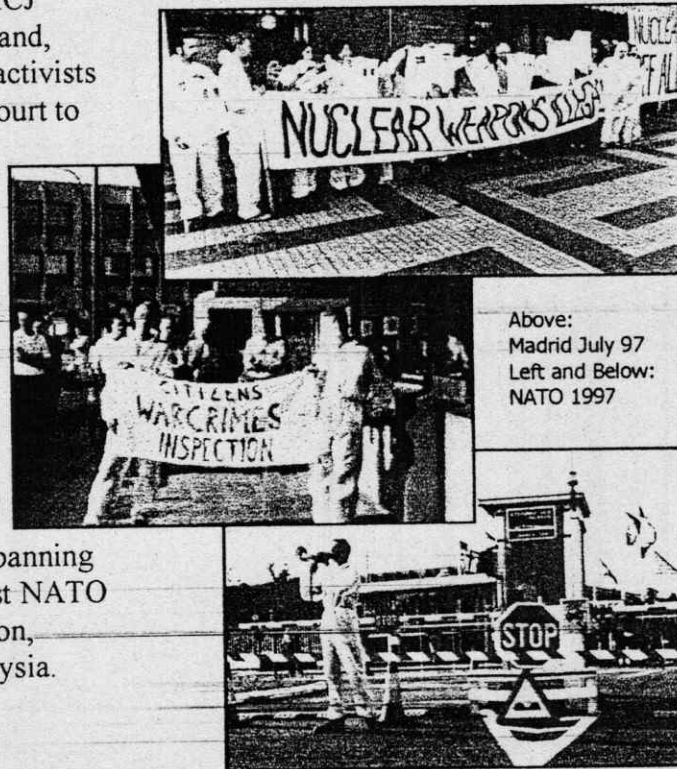 and,
activists
ourt to
NUCLEAR WEAPONS ILLEGAL
NUCLEAR
CITIZENS
WARCRIMES
INSPECTION
Above:
Madrid July 97
Left and Below:
NATO 1997
panning
st NATO
on,
ysia.
STOP